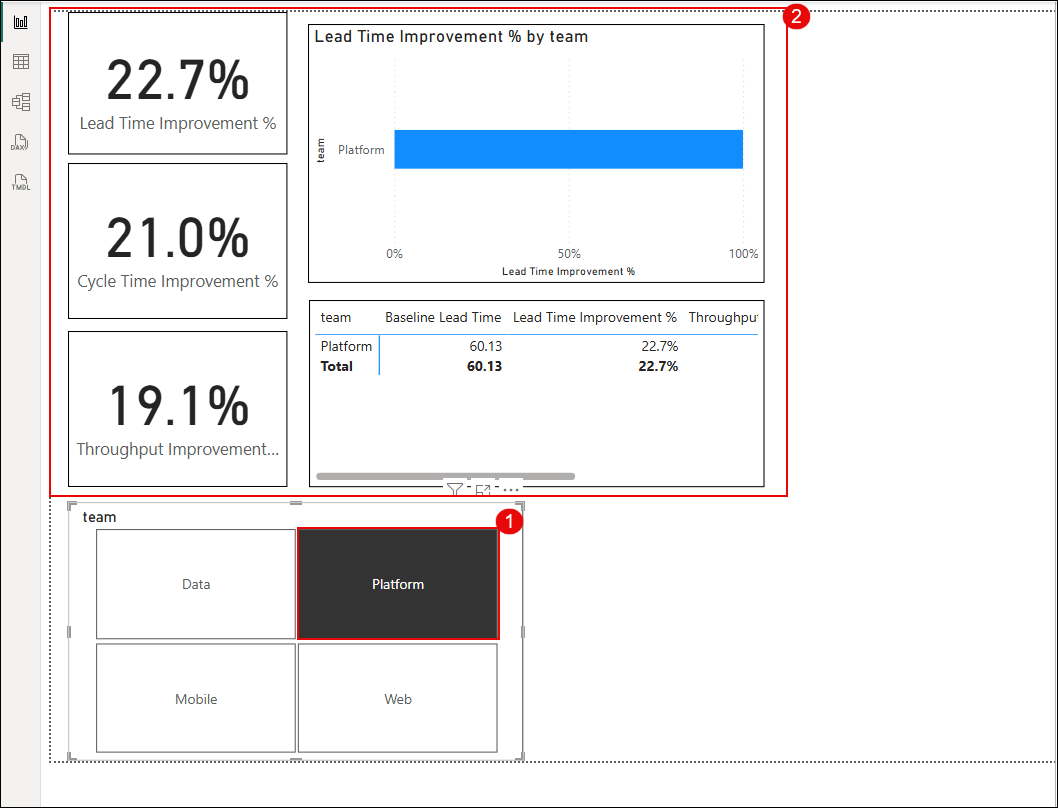 DAX
TMDL
22.7%
Lead Time Improvement %
21.0%
Cycle Time Improvement %
19.1%
Throughput Improvement...
2
Lead Time Improvement % by team
team
Platform
0% 50% 100%
Lead Time Improvement %
team Baseline Lead Time Lead Time Improvement % Throughput
Platform 60.13 22.7%
Total 60.13 22.7%
team
1
Data Platform
Mobile Web